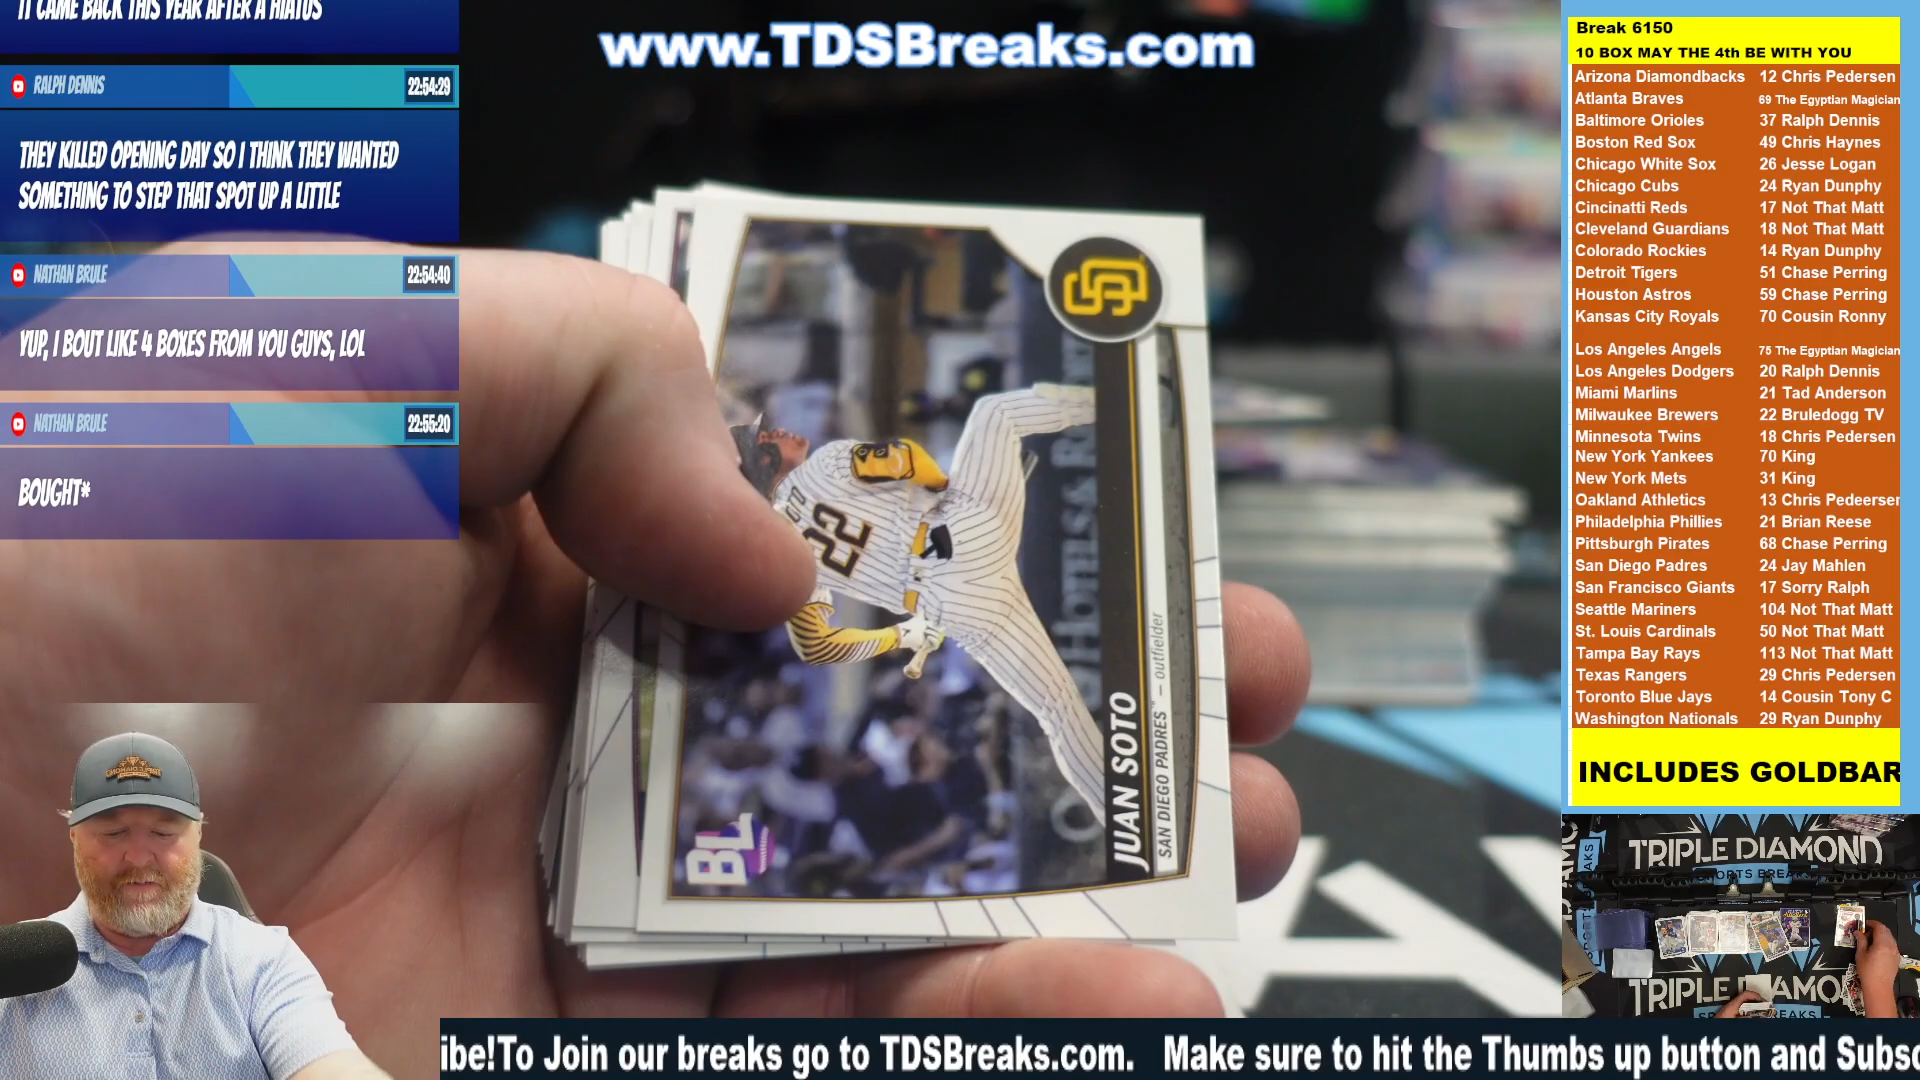 IT CAME BACK THIS YEAR AFTER A HIATUS
RALPH DENNIS 22:54:29
THEY KILLED OPENING DAY SO I THINK THEY WANTED
SOMETHING TO STEP THAT SPOT UP A LITTLE
NATHAN BRULE 22:54:40
YUP, I BOUT LIKE 4 BOXES FROM YOU GUYS, LOL
NATHAN BRULE 22:55:20
BOUGHT*
www.TDSBreaks.com
SD
22
BL
JUAN SOTO
SAN DIEGO PADRES™ — outfielder
Break 6150
10 BOX MAY THE 4th BE WITH YOU
Arizona Diamondbacks 12 Chris Pedersen
Atlanta Braves 69 The Egyptian Magician
Baltimore Orioles 37 Ralph Dennis
Boston Red Sox 49 Chris Haynes
Chicago White Sox 26 Jesse Logan
Chicago Cubs 24 Ryan Dunphy
Cincinatti Reds 17 Not That Matt
Cleveland Guardians 18 Not That Matt
Colorado Rockies 14 Ryan Dunphy
Detroit Tigers 51 Chase Perring
Houston Astros 59 Chase Perring
Kansas City Royals 70 Cousin Ronny
Los Angeles Angels 75 The Egyptian Magician
Los Angeles Dodgers 20 Ralph Dennis
Miami Marlins 21 Tad Anderson
Milwaukee Brewers 22 Bruledogg TV
Minnesota Twins 18 Chris Pedersen
New York Yankees 70 King
New York Mets 31 King
Oakland Athletics 13 Chris Pedeersen
Philadelphia Phillies 21 Brian Reese
Pittsburgh Pirates 68 Chase Perring
San Diego Padres 24 Jay Mahlen
San Francisco Giants 17 Sorry Ralph
Seattle Mariners 104 Not That Matt
St. Louis Cardinals 50 Not That Matt
Tampa Bay Rays 113 Not That Matt
Texas Rangers 29 Chris Pedersen
Toronto Blue Jays 14 Cousin Tony C
Washington Nationals 29 Ryan Dunphy
INCLUDES GOLDBAR
TRIPLE DIAMOND
SPORTS BREAKS
TRIPLE DIAMO
ibe!To Join our breaks go to TDSBreaks.com. Make sure to hit the Thumbs up button and Subsc